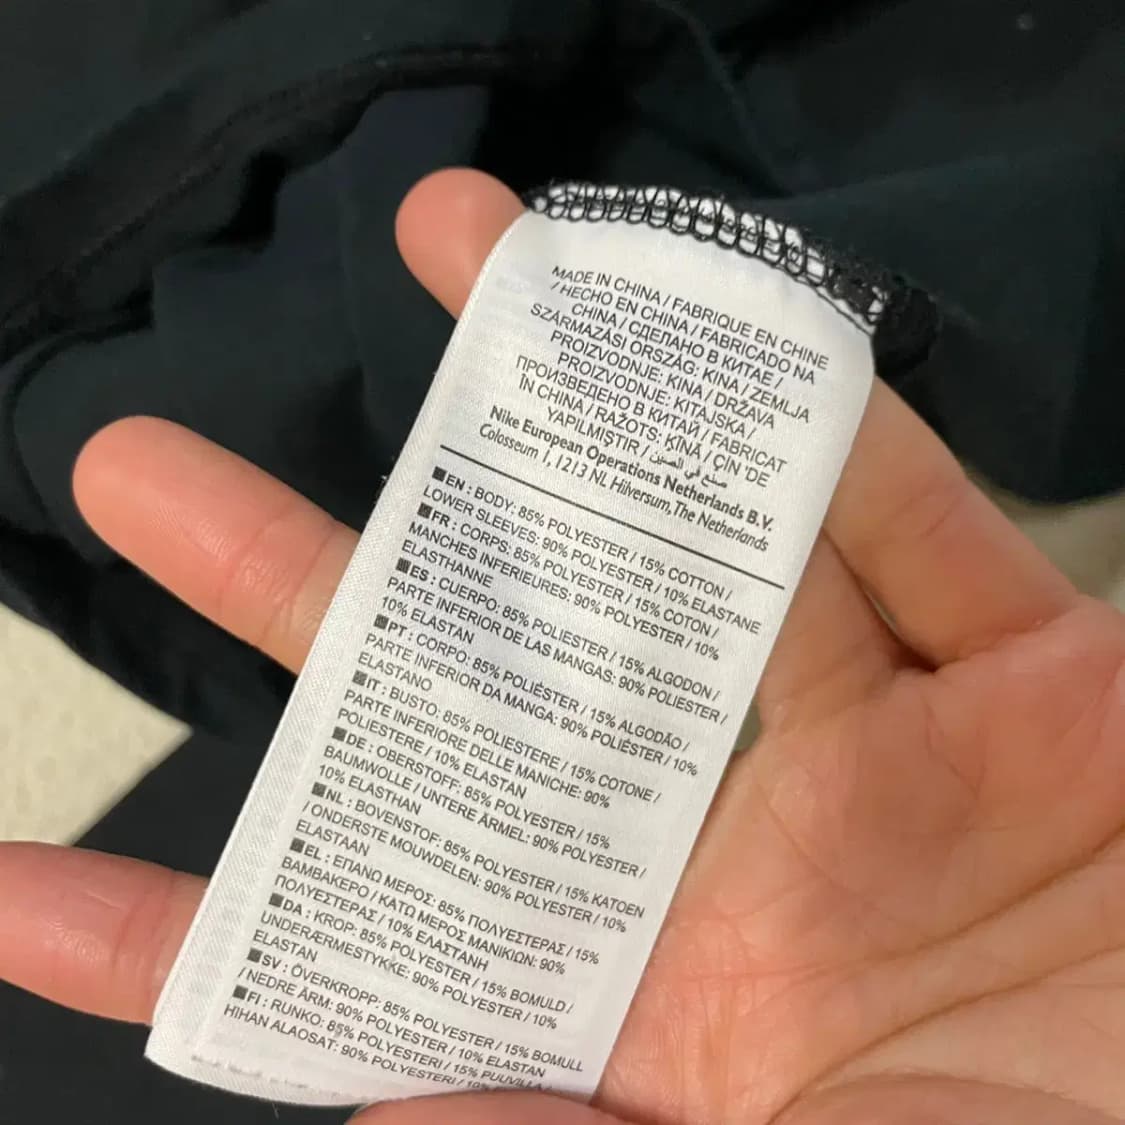 MADE IN CHINA / FABRIQUE EN CHINE
/ HECHO EN CHINA / FABRICADO NA
CHINA / СДЕЛАНО В КИТАЕ /
SZÁRMAZÁSI ORSZÁG: KÍNA / ZEMLJA
PROIZVODNJE: KINA / DRŽAVA
PROIZVODNJE: KITAJSKA /
ПРОИЗВЕДЕНО В КИТАЙ / FABRICAT
ÎN CHINA / RAŽOTS: ĶĪNĀ / ÇİN 'DE
YAPILMIŞTIR / صنع في الصين
Nike European Operations Netherlands B.V.
Colosseum 1, 1213 NL Hilversum, The Netherlands
EN : BODY: 85% POLYESTER / 15% COTTON /
LOWER SLEEVES: 90% POLYESTER / 10% ELASTANE
FR : CORPS: 85% POLYESTER / 15% COTON /
MANCHES INFERIEURES: 90% POLYESTER / 10%
ELASTHANNE
ES : CUERPO: 85% POLIESTER / 15% ALGODON /
PARTE INFERIOR DE LAS MANGAS: 90% POLIESTER /
10% ELASTAN
PT : CORPO: 85% POLIÉSTER / 15% ALGODÃO /
PARTE INFERIOR DA MANGA: 90% POLIÉSTER / 10%
ELASTANO
IT : BUSTO: 85% POLIESTERE / 15% COTONE /
PARTE INFERIORE DELLE MANICHE: 90%
POLIESTERE / 10% ELASTAN
DE : OBERSTOFF: 85% POLYESTER / 15%
BAUMWOLLE / UNTERE ÄRMEL: 90% POLYESTER /
10% ELASTHAN
NL : BOVENSTOF: 85% POLYESTER / 15% KATOEN
/ ONDERSTE MOUWDELEN: 90% POLYESTER / 10%
ELASTAAN
EL : ΕΠΑΝΩ ΜΕΡΟΣ: 85% ΠΟΛΥΕΣΤΕΡΑΣ / 15%
ΒΑΜΒΑΚΕΡΟ / ΚΑΤΩ ΜΕΡΟΣ ΜΑΝΙΚΙΩΝ: 90%
ΠΟΛΥΕΣΤΕΡΑΣ / 10% ΕΛΑΣΤΑΝΗ
DA : KROP: 85% POLYESTER / 15% BOMULD /
UNDERÆRMESTYKKE: 90% POLYESTER / 10%
ELASTAN
SV : ÖVERKROPP: 85% POLYESTER / 15% BOMULL
/ NEDRE ÄRM: 90% POLYESTER / 10% ELASTAN
FI : RUNKO: 85% POLYESTERI / 15% PUUVILLA /
HIHAN ALAOSAT: 90% POLYESTERI / 10%